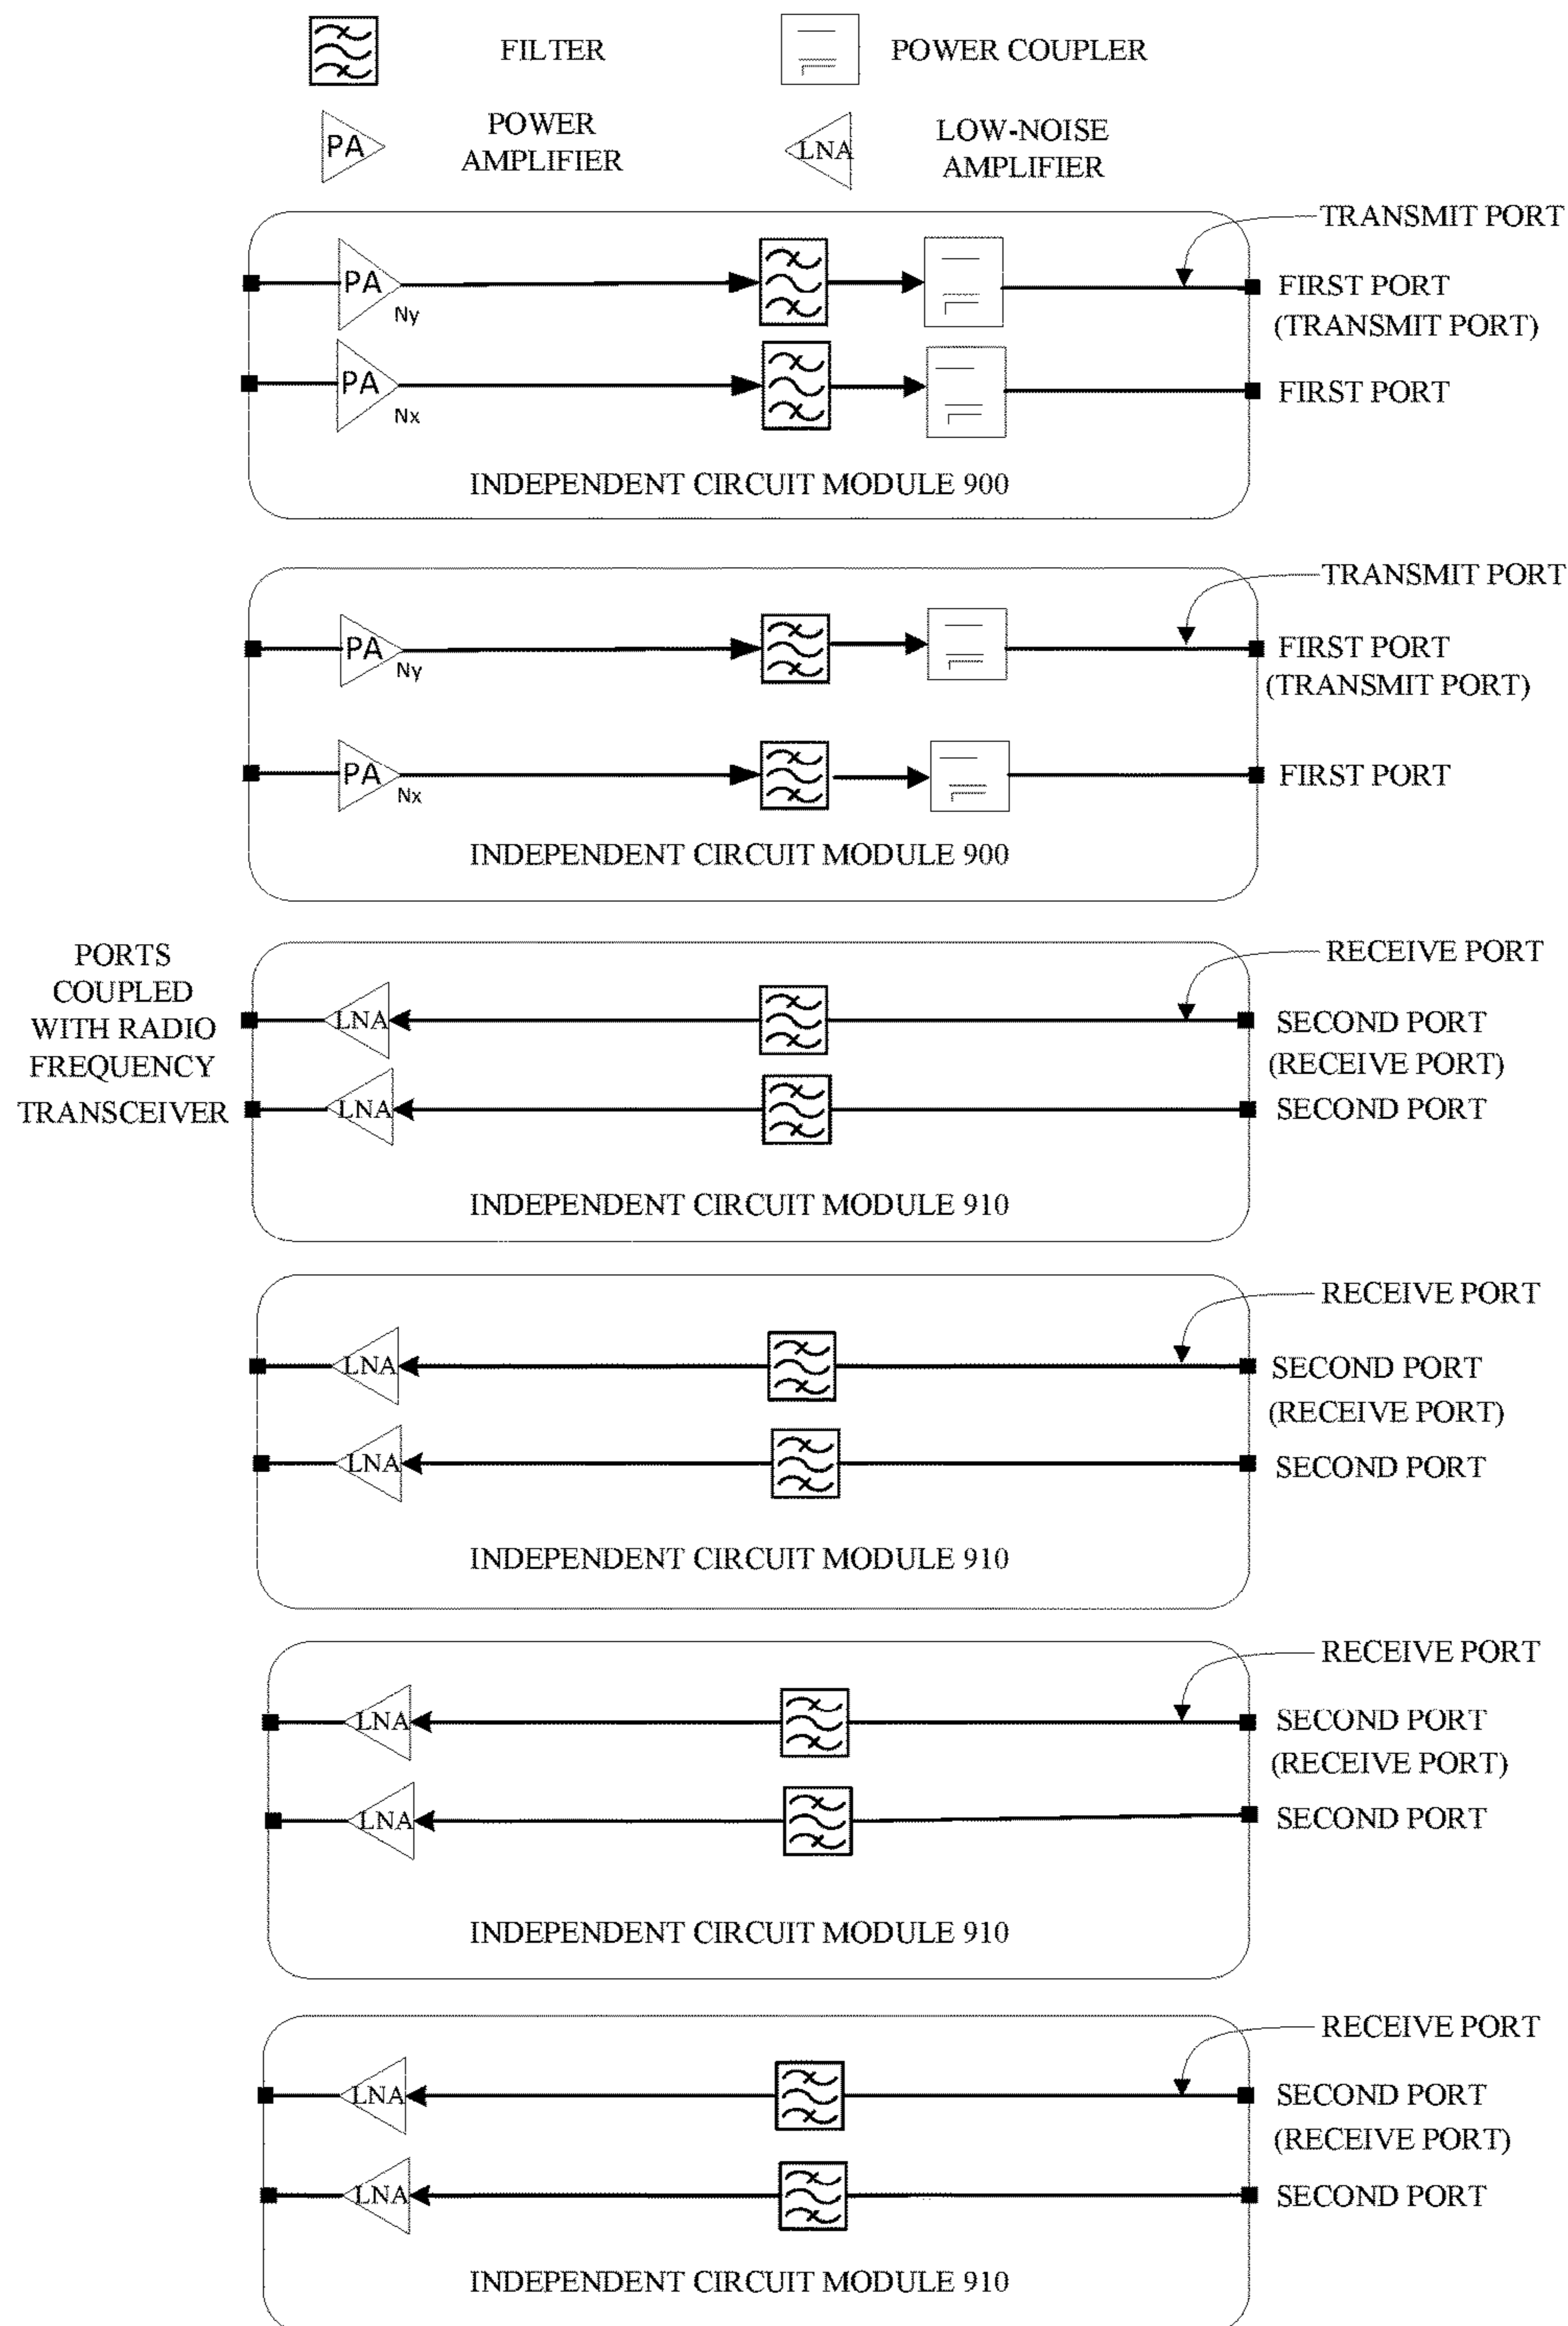 FILTER
POWER COUPLER
PA
POWER
AMPLIFIER
LNA
LOW-NOISE
AMPLIFIER
TRANSMIT PORT
PA
Ny
FIRST PORT
(TRANSMIT PORT)
PA
Nx
FIRST PORT
INDEPENDENT CIRCUIT MODULE 900
TRANSMIT PORT
PA
Ny
FIRST PORT
(TRANSMIT PORT)
PA
Nx
FIRST PORT
INDEPENDENT CIRCUIT MODULE 900
PORTS
COUPLED
WITH RADIO
FREQUENCY
TRANSCEIVER
RECEIVE PORT
LNA
SECOND PORT
(RECEIVE PORT)
LNA
SECOND PORT
INDEPENDENT CIRCUIT MODULE 910
RECEIVE PORT
LNA
SECOND PORT
(RECEIVE PORT)
LNA
SECOND PORT
INDEPENDENT CIRCUIT MODULE 910
RECEIVE PORT
LNA
SECOND PORT
(RECEIVE PORT)
LNA
SECOND PORT
INDEPENDENT CIRCUIT MODULE 910
RECEIVE PORT
LNA
SECOND PORT
(RECEIVE PORT)
LNA
SECOND PORT
INDEPENDENT CIRCUIT MODULE 910